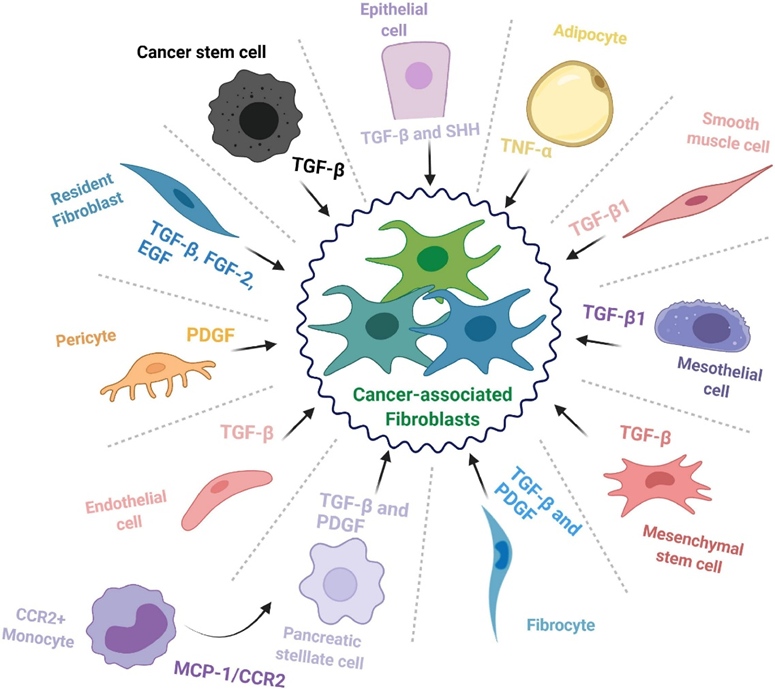 Epithelial
cell
TGF-β and SHH
Adipocyte
TNF-α
Smooth
muscle cell
TGF-β1
TGF-β1
Mesothelial
cell
TGF-β
Mesenchymal
stem cell
TGF-β and
PDGF
Fibrocyte
TGF-β and
PDGF
Pancreatic
stelllate cell
CCR2+
Monocyte
MCP-1/CCR2
TGF-β
Endothelial
cell
Pericyte
PDGF
Resident
Fibroblast
TGF-β, FGF-2,
EGF
Cancer stem cell
TGF-β
Cancer-associated
Fibroblasts